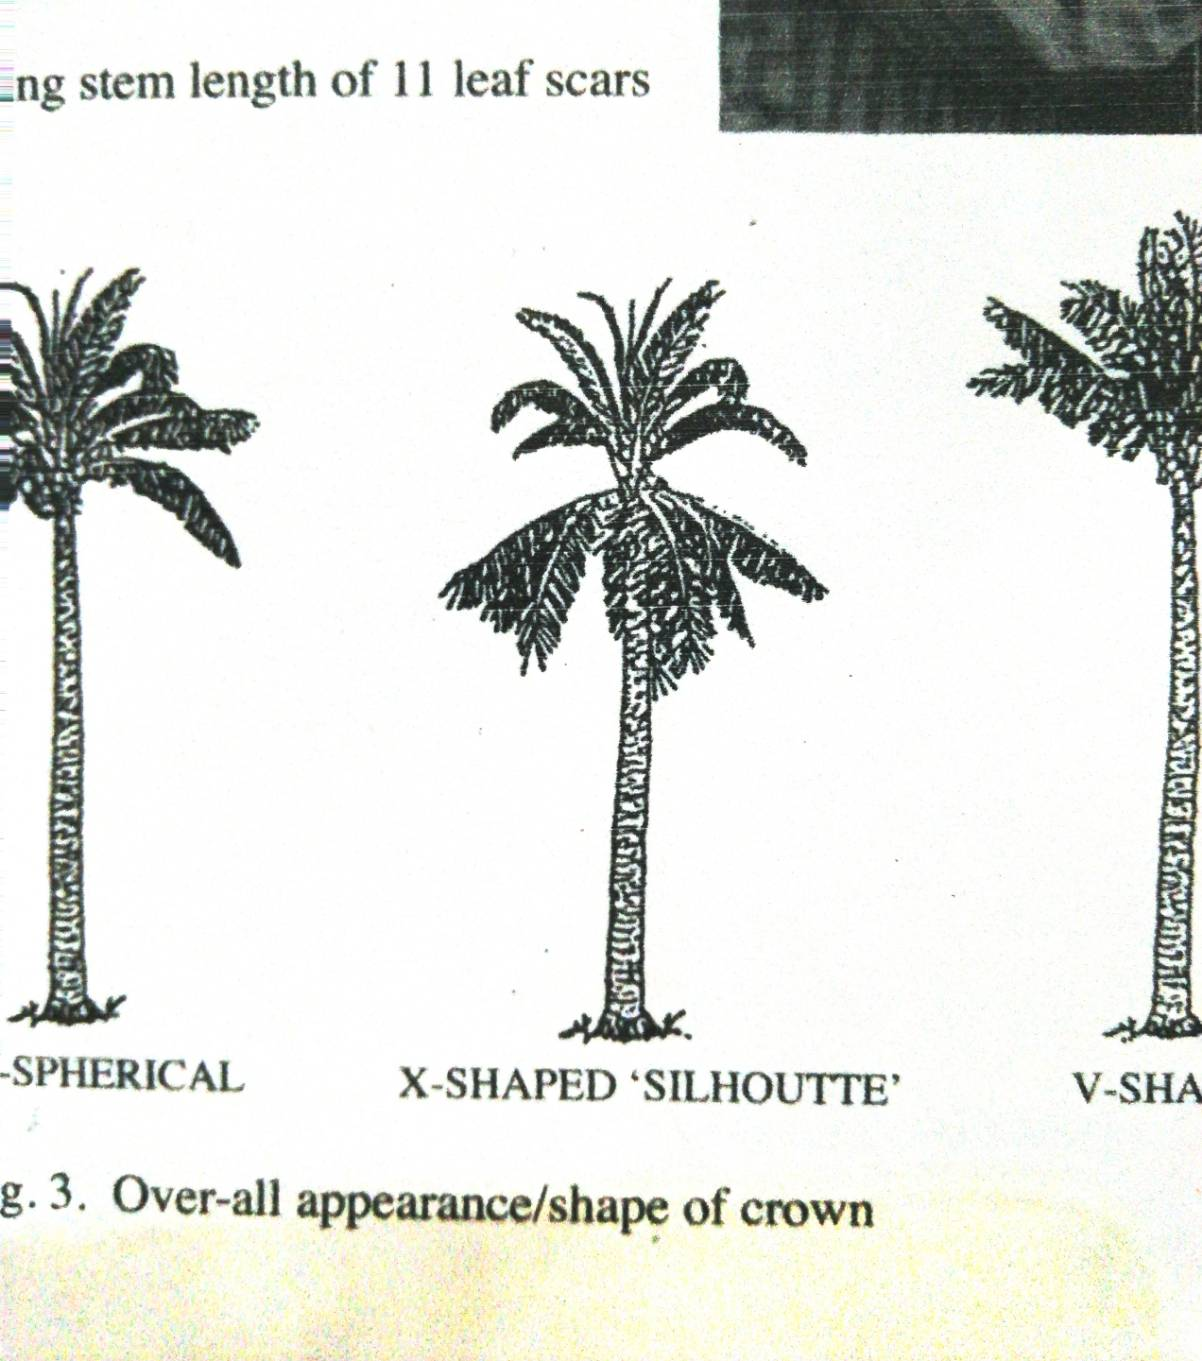 ng stem length of 11 leaf scars
-SPHERICAL
X-SHAPED ‘SILHOUTTE’
V-SHA
g. 3. Over-all appearance/shape of crown